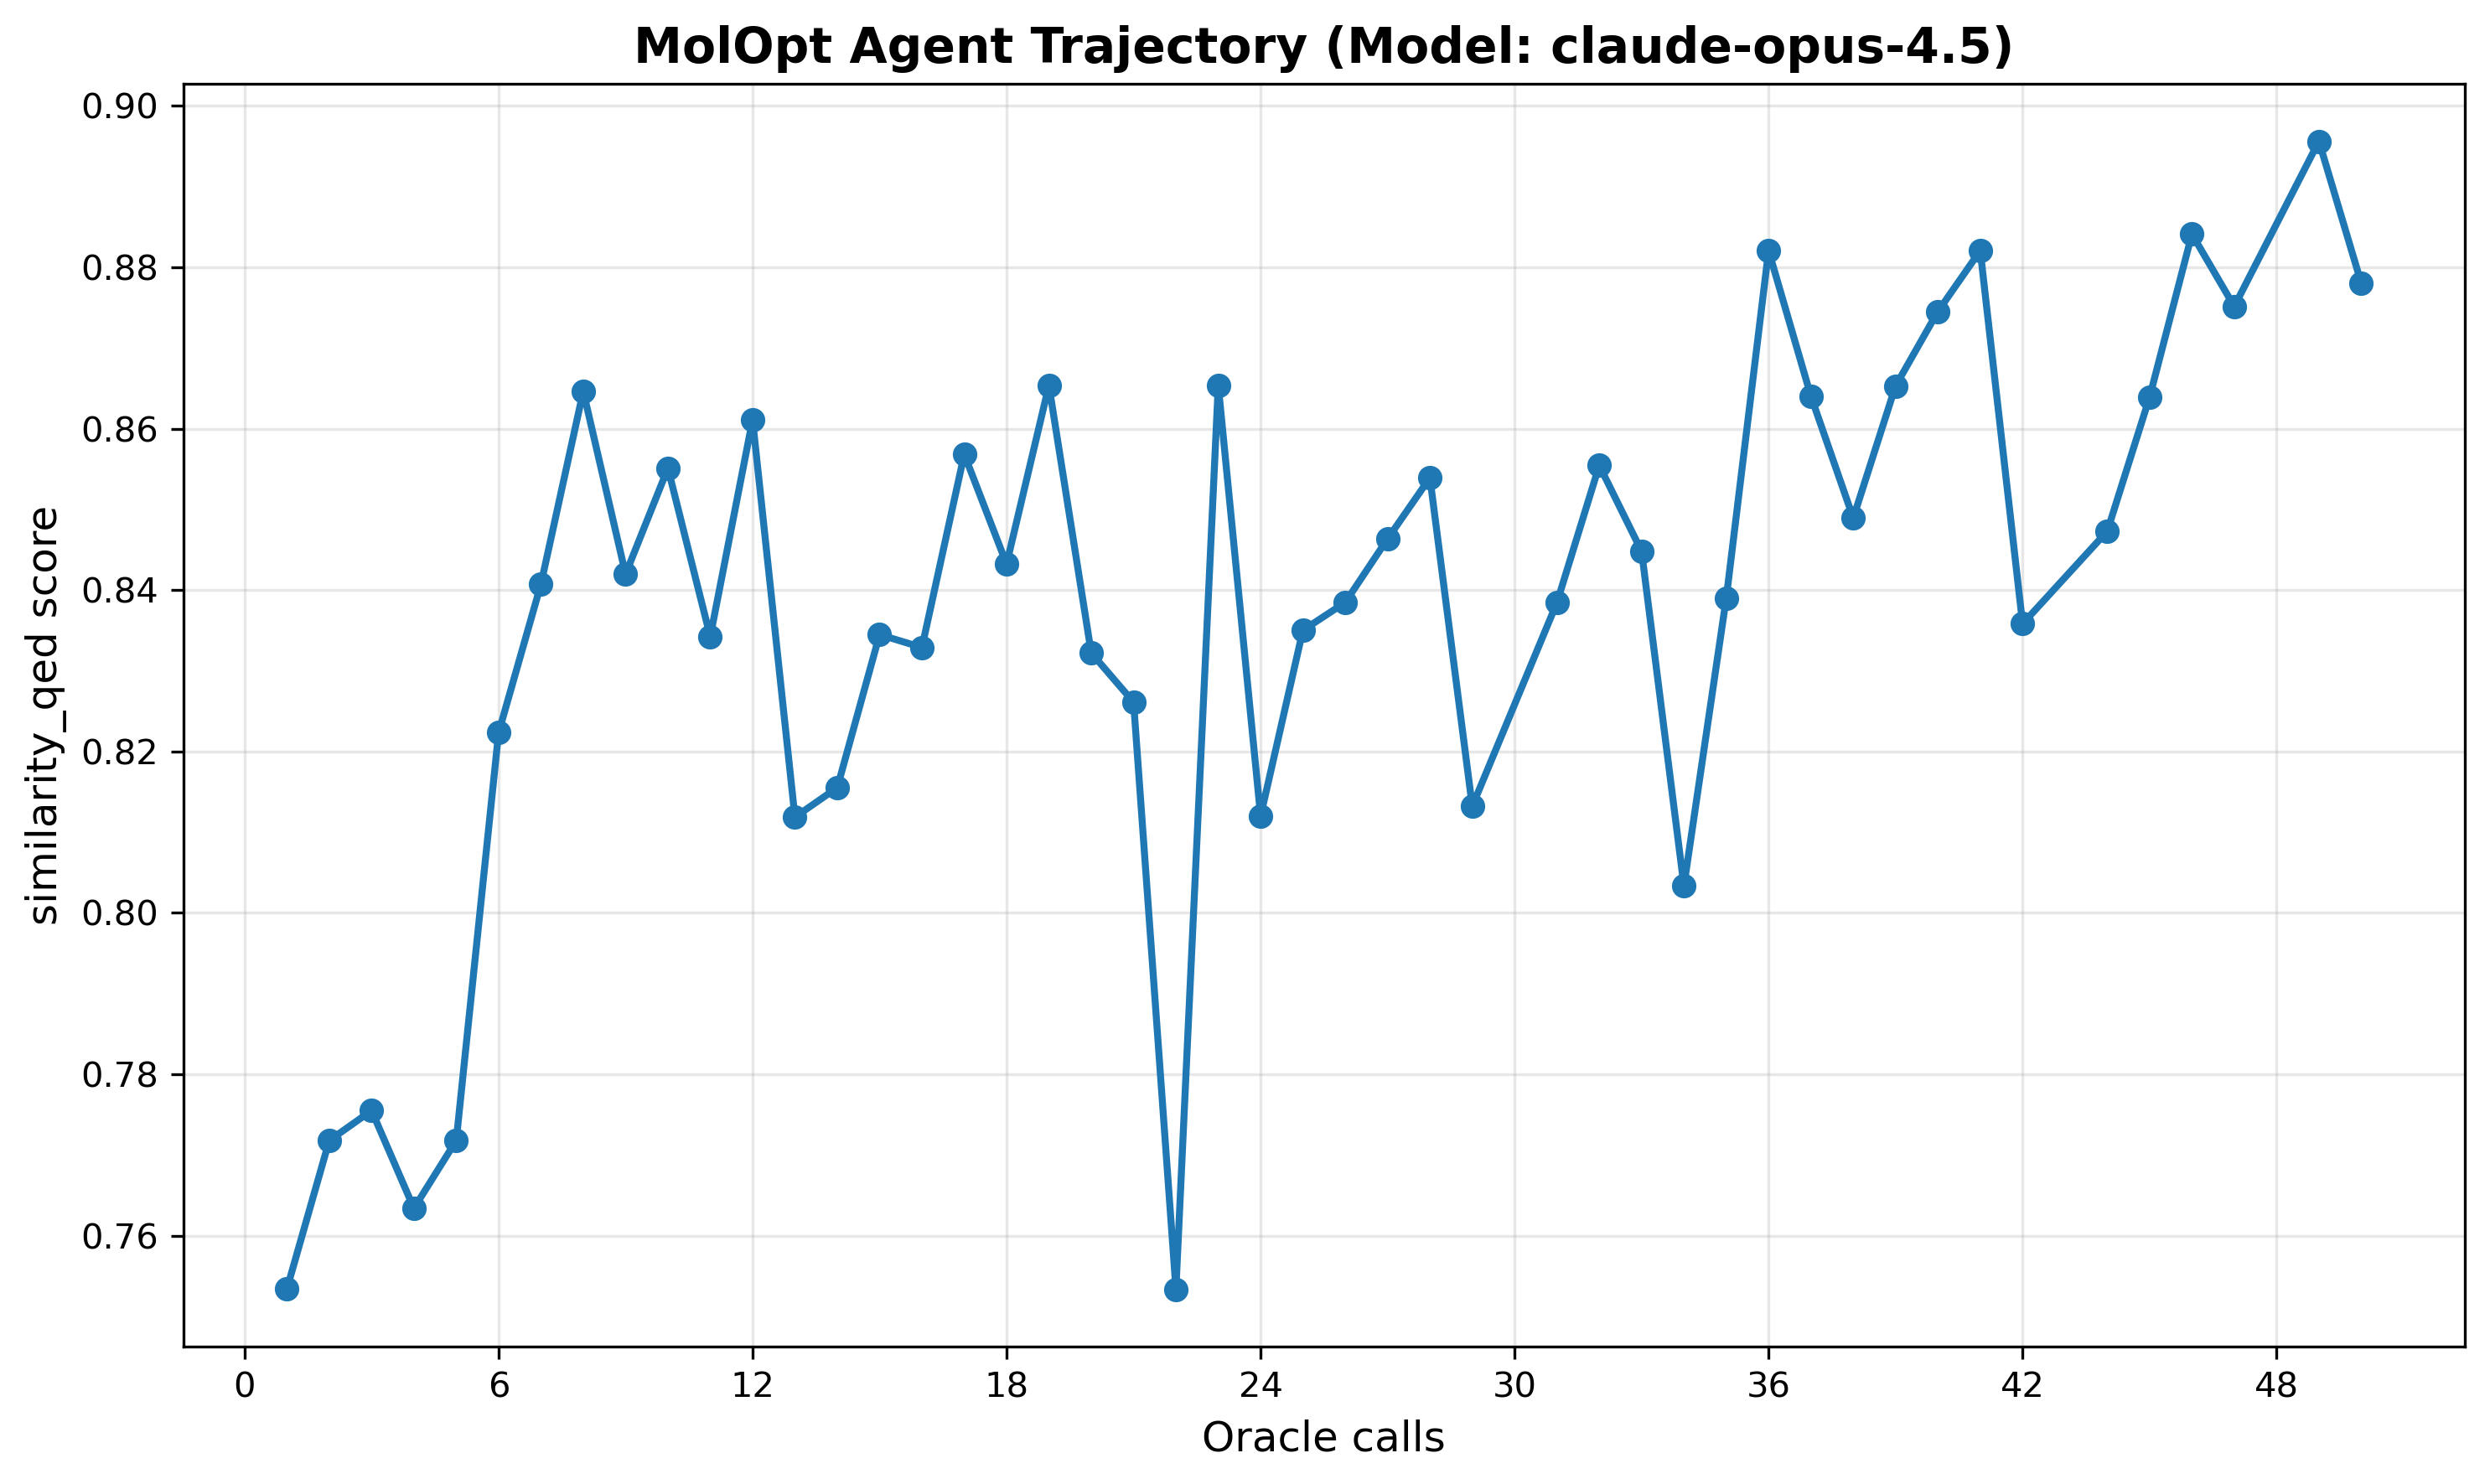 MolOpt Agent Trajectory (Model: claude-opus-4.5)
similarity_qed score
0.90
0.88
0.86
0.84
0.82
0.80
0.78
0.76
0 6 12 18 24 30 36 42 48
Oracle calls